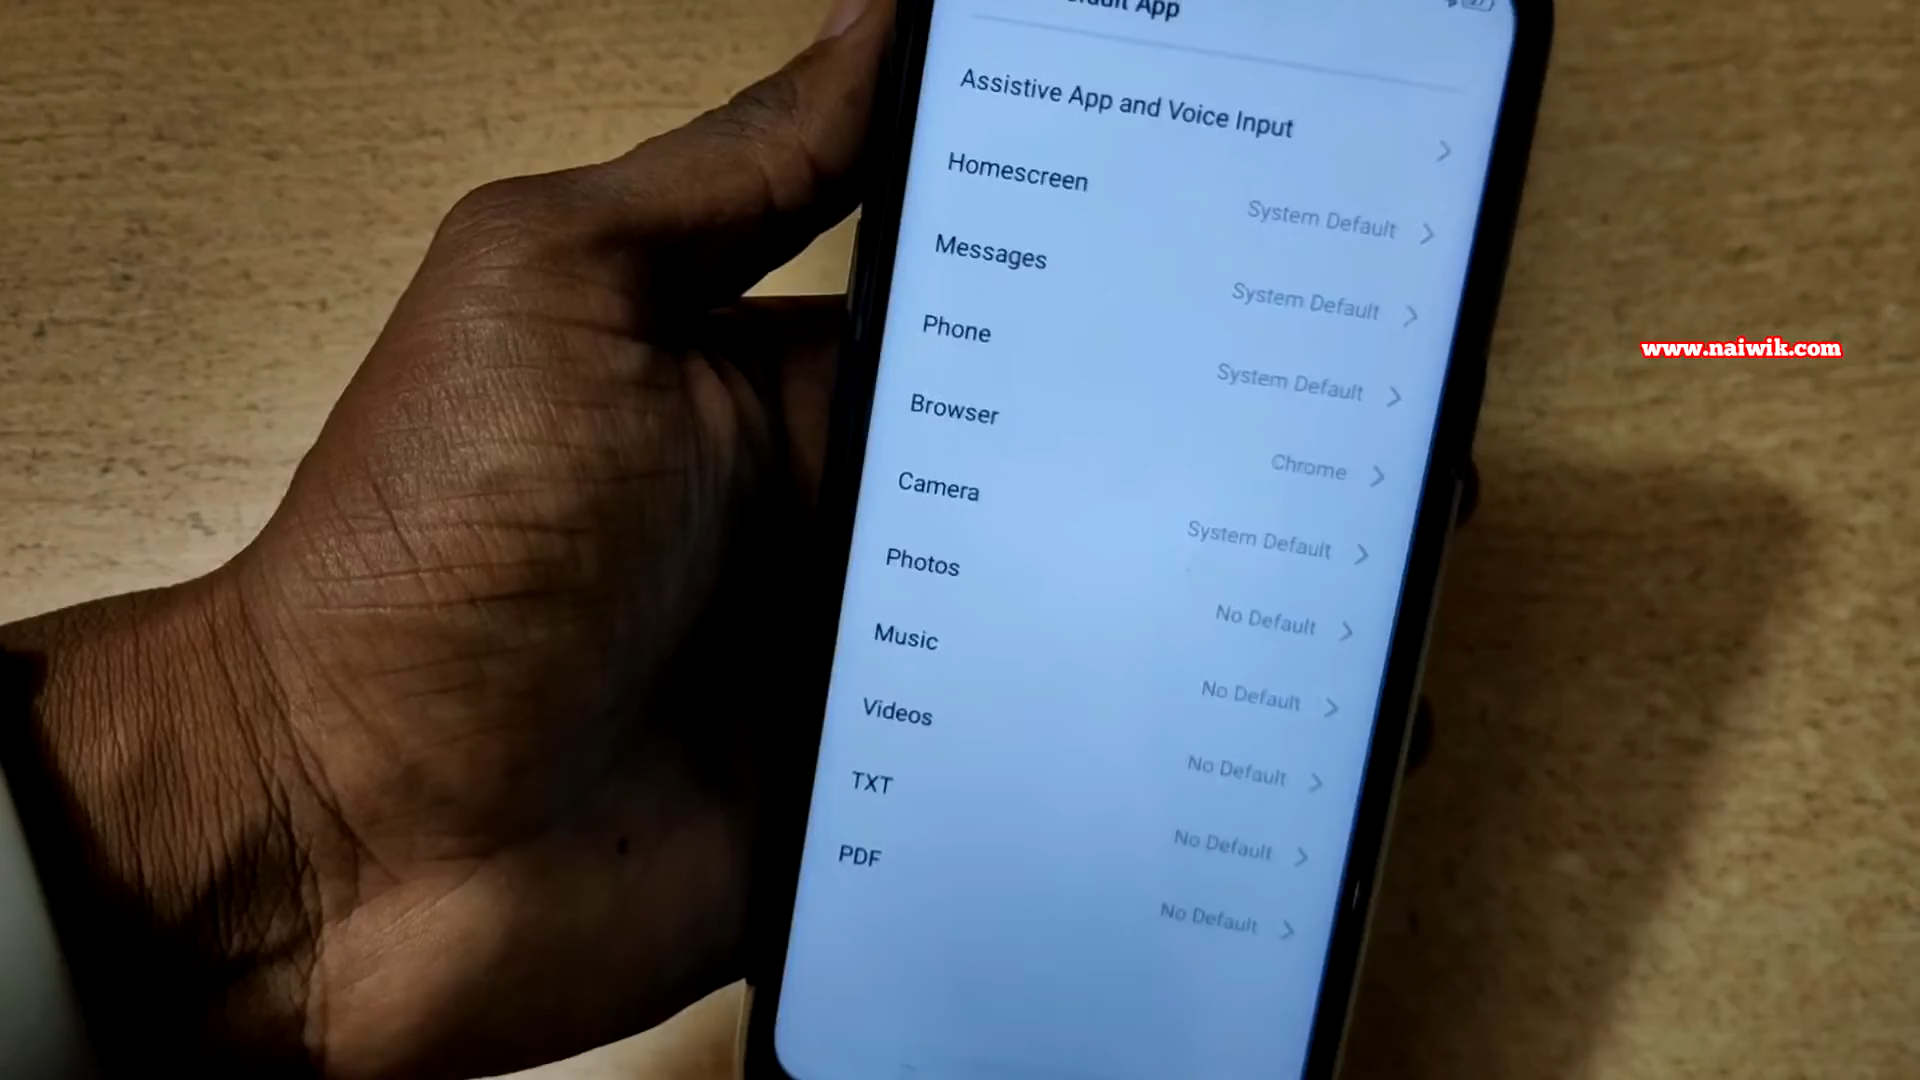 App
Assistive App and Voice Input
Homescreen System Default
Messages System Default
Phone System Default
Browser Chrome
Camera System Default
Photos No Default
Music No Default
Videos No Default
TXT No Default
PDF No Default
www.naiwik.com